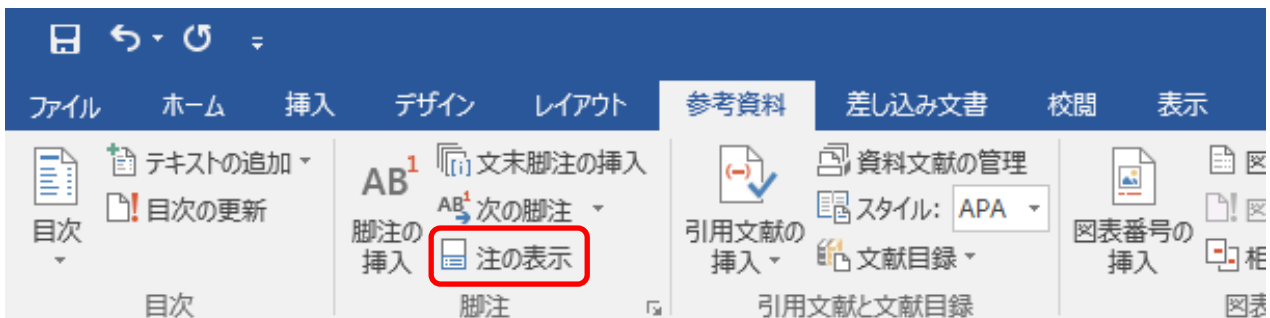 ファイル ホーム 挿入 デザイン レイアウト 参考資料 差し込み文書 校閲 表示
目次
テキストの追加
目次の更新
目次
AB1
脚注の
挿入
文末脚注の挿入
AB1 次の脚注
注の表示
脚注
引用文献の
挿入
資料文献の管理
スタイル: APA
文献目録
引用文献と文献目録
図表番号の
挿入
図
図
相
図表